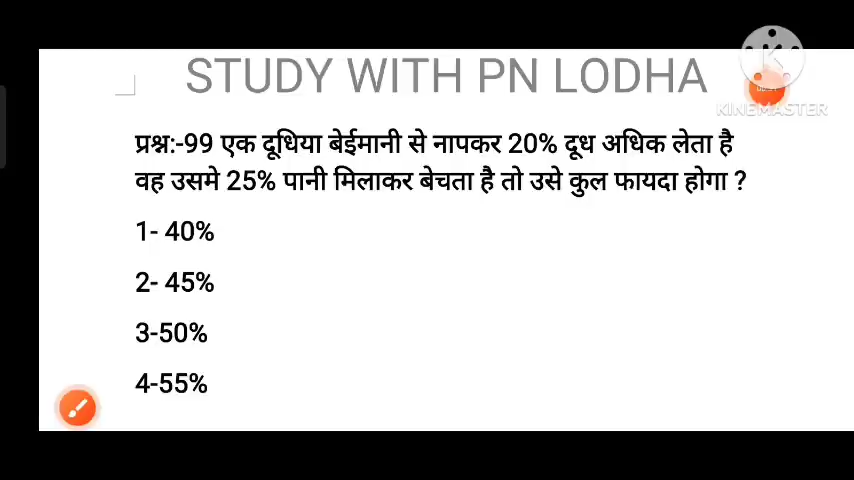 STUDY WITH PN LODHA
KINEMASTER
प्रश्न:-99 एक दूधिया बेईमानी से नापकर 20% दूध अधिक लेता है
वह उसमे 25% पानी मिलाकर बेचता है तो उसे कुल फायदा होगा ?
1- 40%
2- 45%
3-50%
4-55%